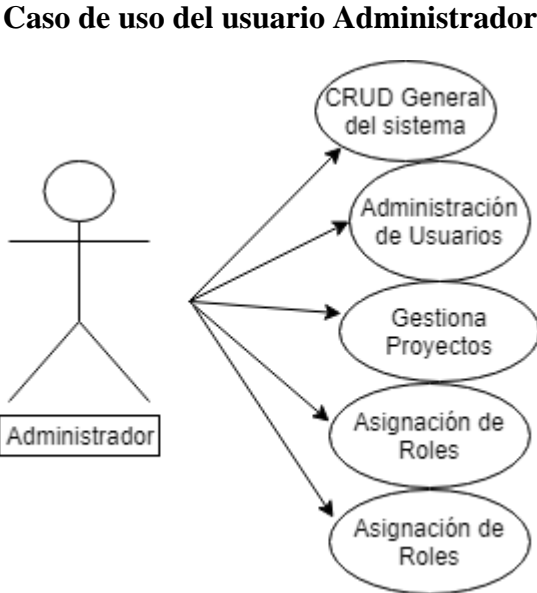 Caso de uso del usuario Administrador
CRUD General
del sistema
Administración
de Usuarios
Gestiona
Proyectos
Asignación de
Roles
Administrador
Asignación de
Roles